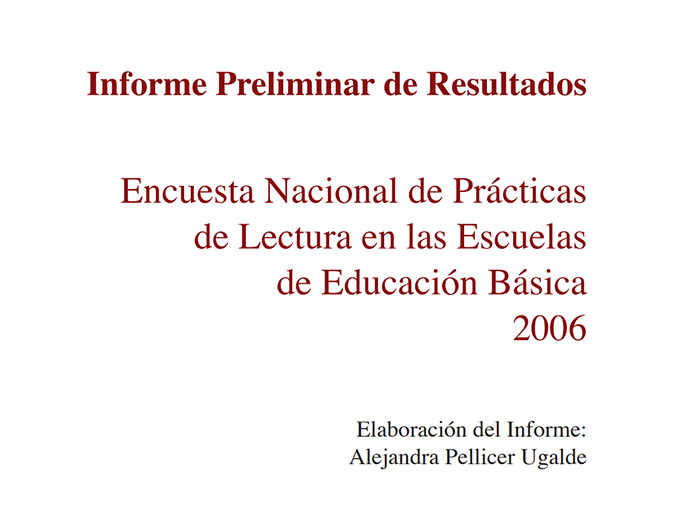 Informe Preliminar de Resultados
Encuesta Nacional de Prácticas
de Lectura en las Escuelas
de Educación Básica
2006
Elaboración del Informe:
Alejandra Pellicer Ugalde